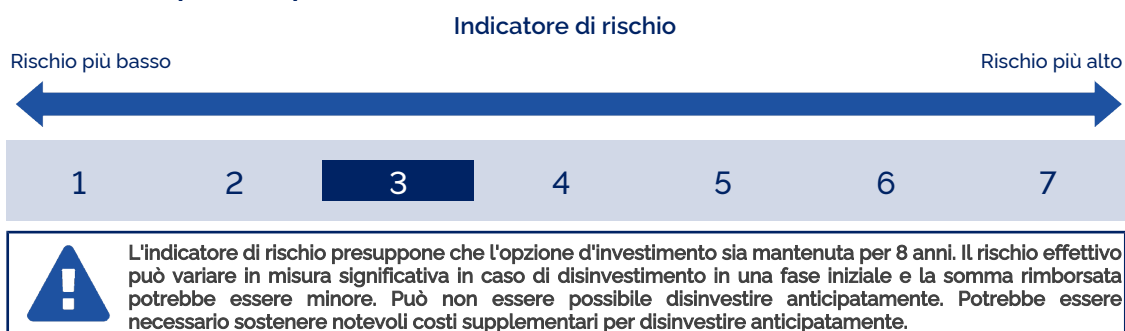 Indicatore di rischio
Rischio più basso Rischio più alto
1 2 3 4 5 6 7
L'indicatore di rischio presuppone che l'opzione d'investimento sia mantenuta per 8 anni. Il rischio effettivo
può variare in misura significativa in caso di disinvestimento in una fase iniziale e la somma rimborsata
potrebbe essere minore. Può non essere possibile disinvestire anticipatamente. Potrebbe essere
necessario sostenere notevoli costi supplementari per disinvestire anticipatamente.